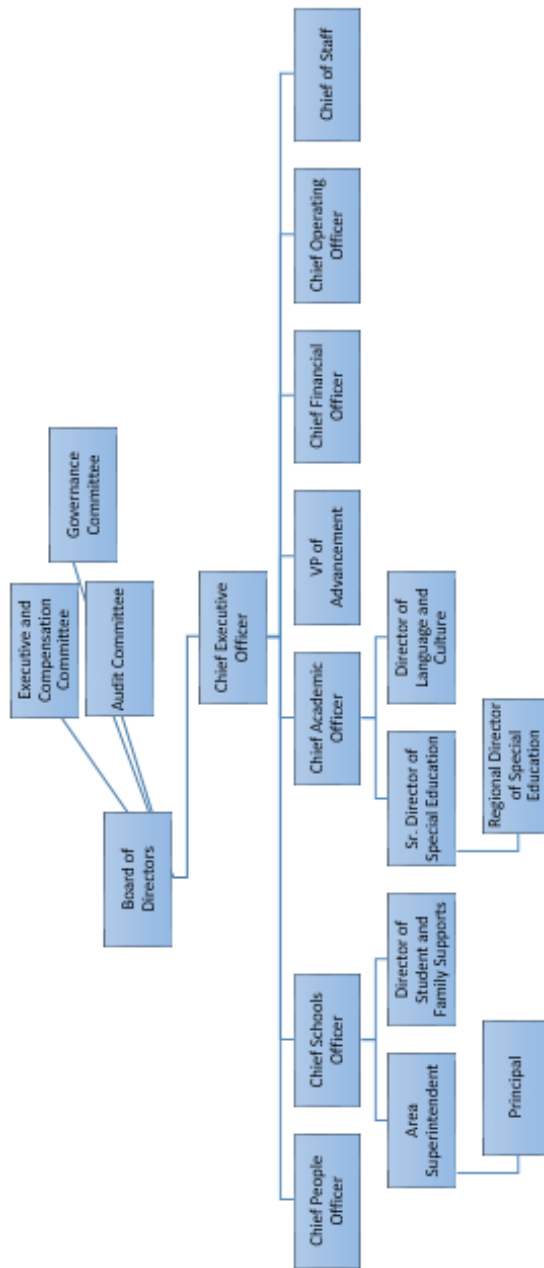 Executive and
Compensation
Committee
Governance
Committee
Audit Committee
Board of
Directors
Chief Executive
Officer
Chief People
Officer
Chief Schools
Officer
Chief Academic
Officer
VP of
Advancement
Chief Financial
Officer
Chief Operating
Officer
Chief of Staff
Area
Superintendent
Director of
Student and
Family Supports
Sr. Director of
Special Education
Director of
Language and
Culture
Principal
Regional Director
of Special
Education